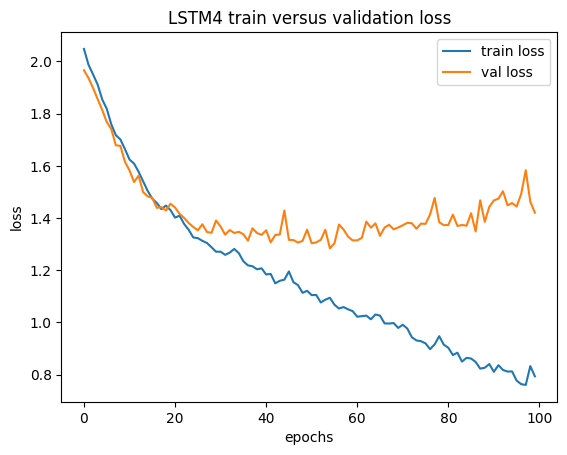 LSTM4 train versus validation loss
train loss
val loss
2.0
1.8
1.6
1.4
1.2
1.0
0.8
loss
0 20 40 60 80 100
epochs